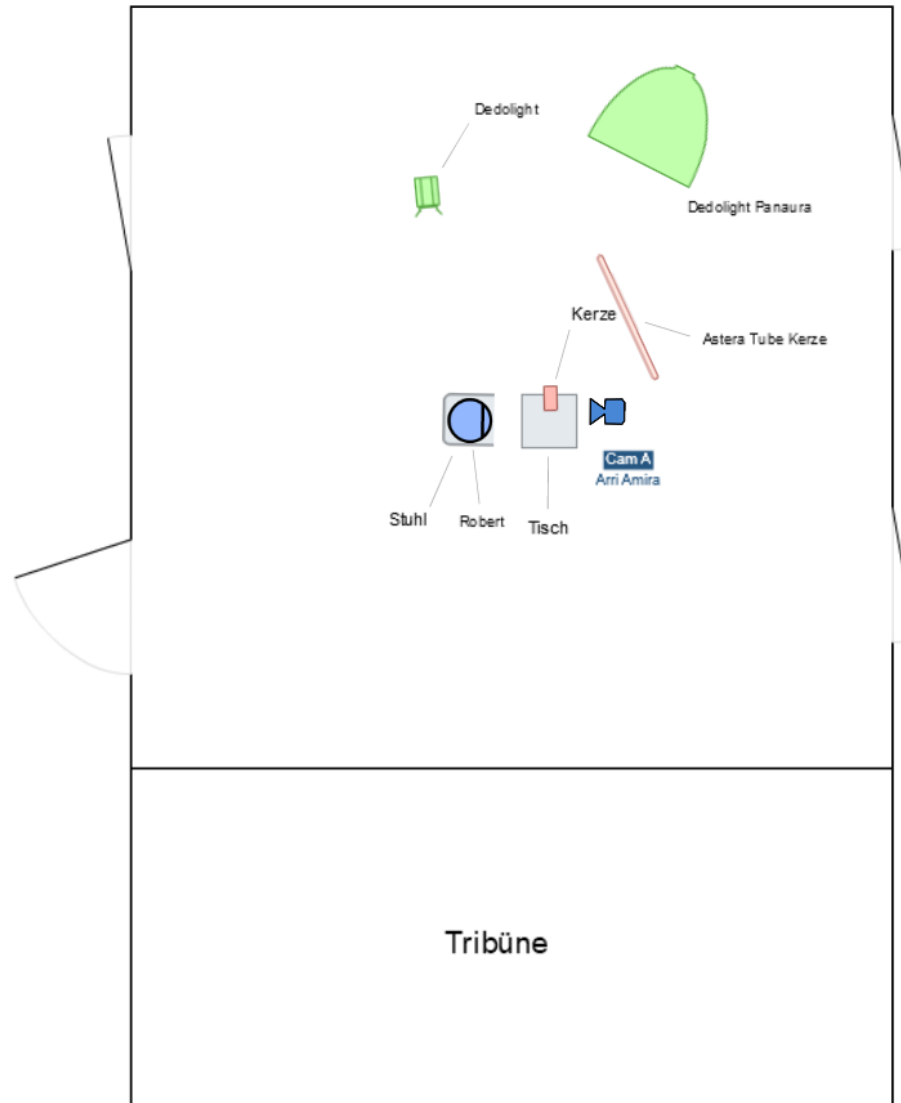 Dedolight
Dedolight Panaura
Kerze
Astera Tube Kerze
Cam A
Arri Amira
Stuhl
Robert
Tisch
Tribüne